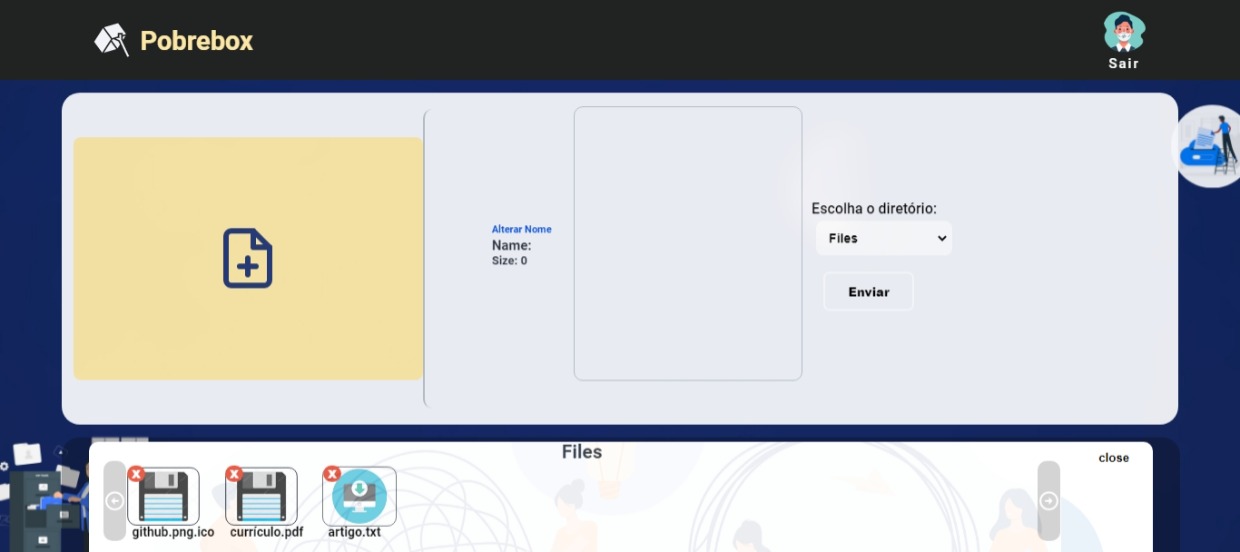 Pobrebox
Sair
Escolha o diretório:
Files
Alterar Nome
Name:
Size: 0
Enviar
Files
close
github.png.ico
currículo.pdf
artigo.txt